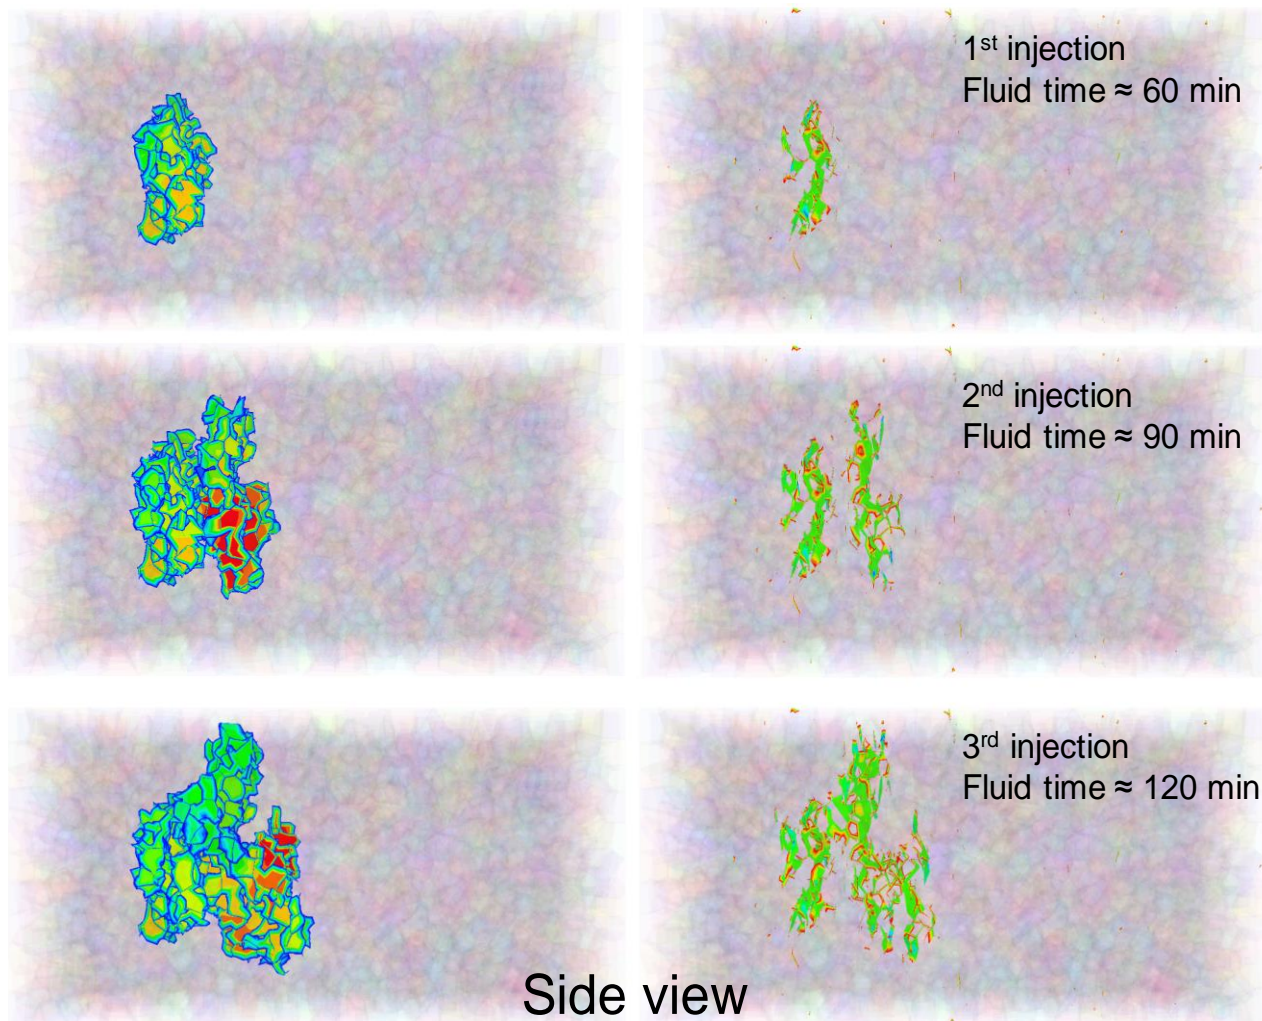 1st injection
Fluid time ≈ 60 min
2nd injection
Fluid time ≈ 90 min
3rd injection
Fluid time ≈ 120 min
Side view